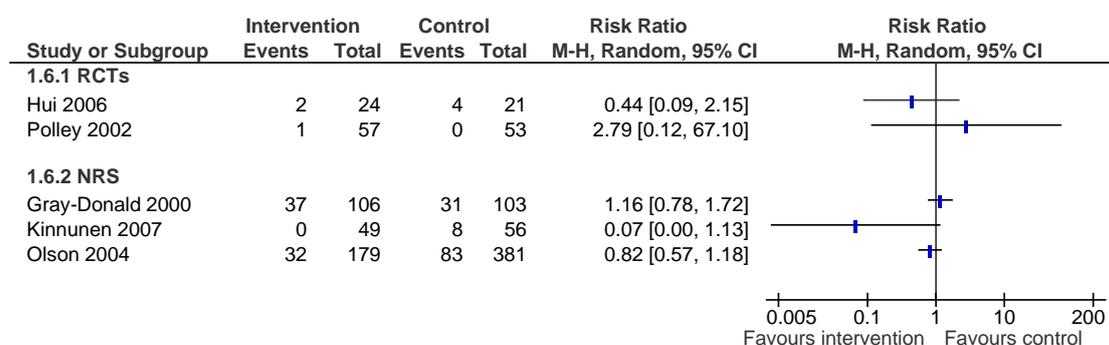 Intervention Control Risk Ratio Risk Ratio
Study or Subgroup Events Total Events Total M-H, Random, 95% CI M-H, Random, 95% CI
1.6.1 RCTs
Hui 2006 2 24 4 21 0.44 [0.09, 2.15]
Polley 2002 1 57 0 53 2.79 [0.12, 67.10]
1.6.2 NRS
Gray-Donald 2000 37 106 31 103 1.16 [0.78, 1.72]
Kinnunen 2007 0 49 8 56 0.07 [0.00, 1.13]
Olson 2004 32 179 83 381 0.82 [0.57, 1.18]
0.005 0.1 1 10 200
Favours intervention Favours control